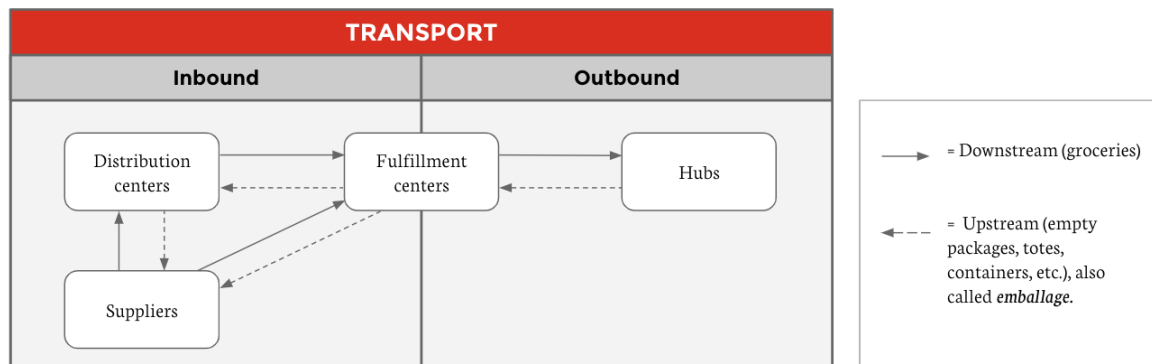 TRANSPORT
Inbound
Outbound
Distribution
centers
Fulfillment
centers
Hubs
Suppliers
= Downstream (groceries)
= Upstream (empty
packages, totes,
containers, etc.), also
called emballage.